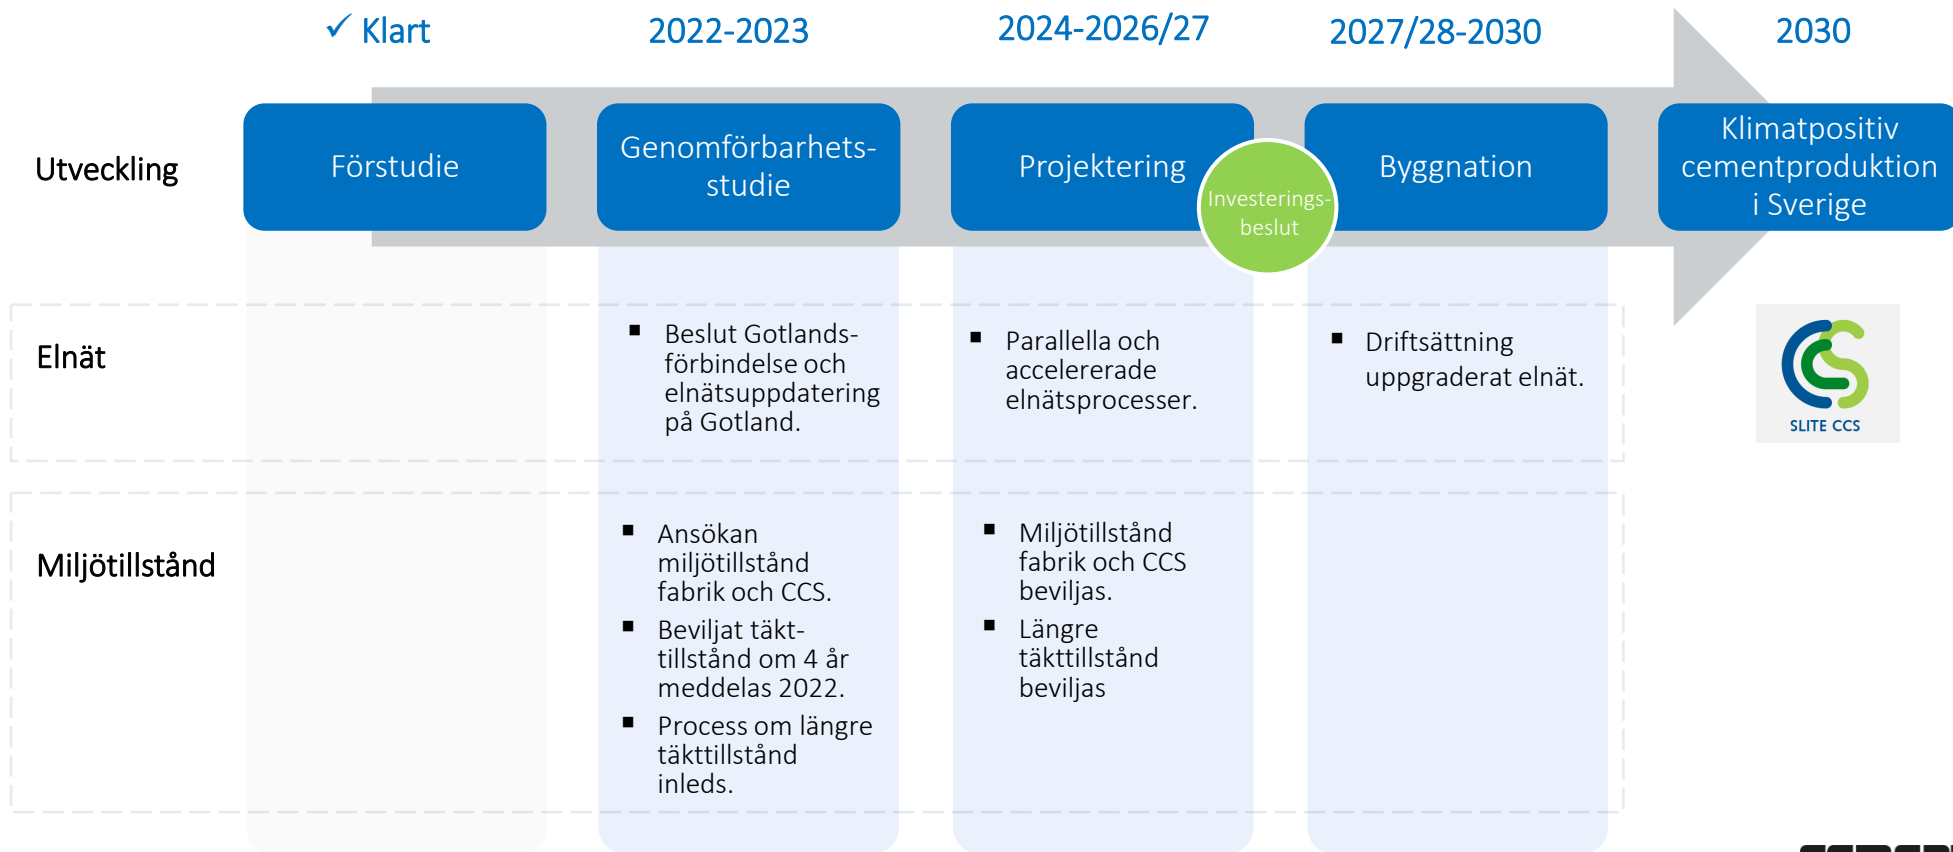 ✓ Klart
2022-2023
2024-2026/27
2027/28-2030
2030
Utveckling
Förstudie
Genomförbarhets-
studie
Projektering
Investerings-
beslut
Byggnation
Klimatpositiv
cementproduktion
i Sverige
Elnät
▪ Beslut Gotlands-
förbindelse och
elnätsuppdatering
på Gotland.
▪ Parallella och
accelererade
elnätsprocesser.
▪ Driftsättning
uppgraderat elnät.
CCS
SLITE CCS
Miljötillstånd
▪ Ansökan
miljötillstånd
fabrik och CCS.
▪ Beviljat täkt-
tillstånd om 4 år
meddelas 2022.
▪ Process om längre
täkttillstånd
inleds.
▪ Miljötillstånd
fabrik och CCS
beviljas.
▪ Längre
täkttillstånd
beviljas